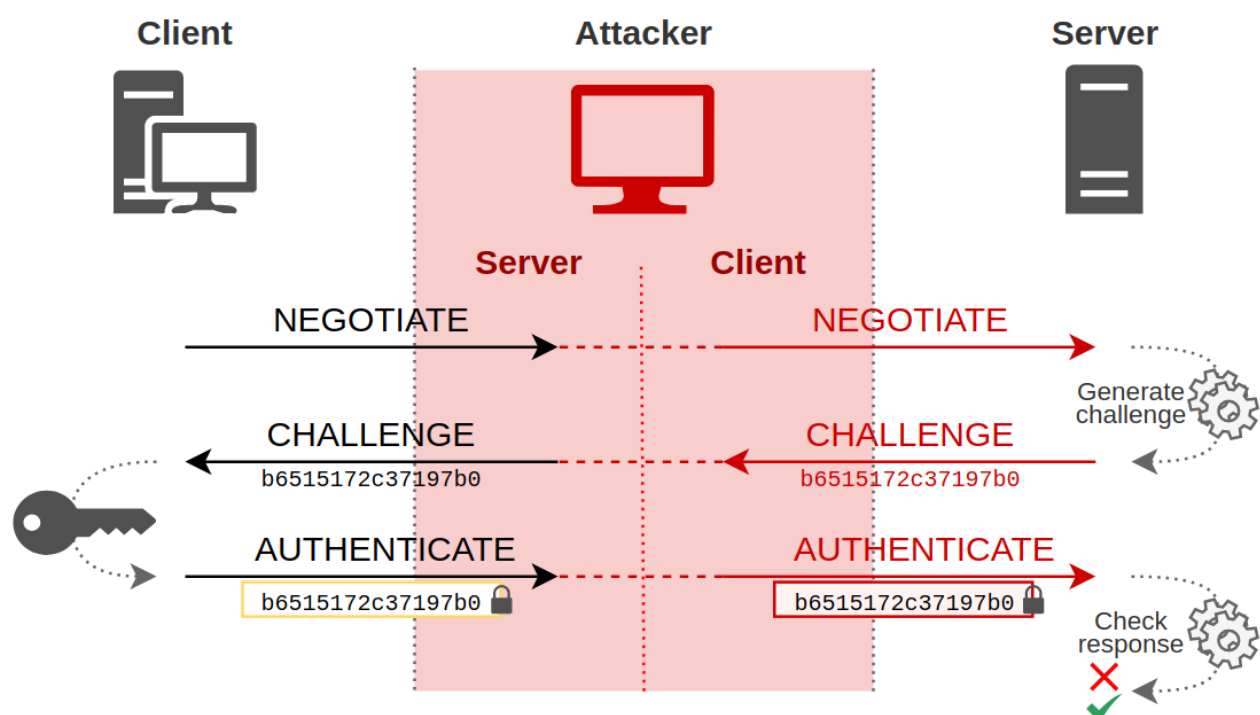 Client
Attacker
Server
Server
Client
NEGOTIATE
NEGOTIATE
Generate
challenge
CHALLENGE
CHALLENGE
b6515172c37197b0
b6515172c37197b0
AUTHENTICATE
AUTHENTICATE
b6515172c37197b0
b6515172c37197b0
Check
response